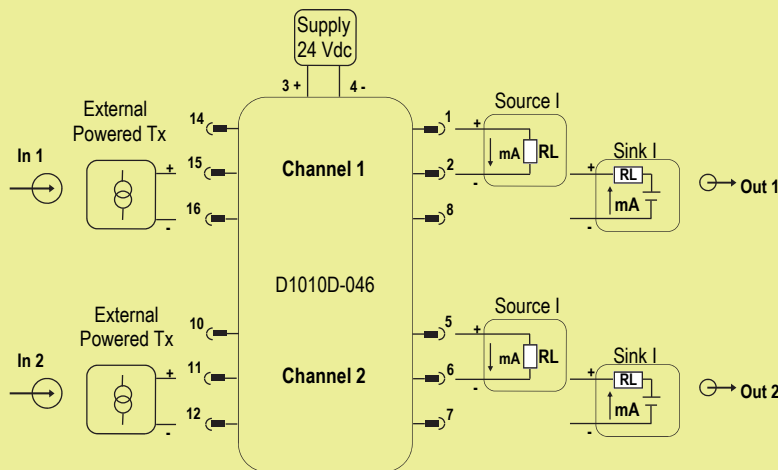 Supply
24 Vdc
3 +
4 -
External
Powered Tx
In 1
+
-
14
15
16
Channel 1
1
2
8
Source I
+
-
mA
RL
Sink I
+
-
RL
mA
Out 1
D1010D-046
External
Powered Tx
In 2
+
-
10
11
12
Channel 2
5
6
7
Source I
+
-
mA
RL
Sink I
+
-
RL
mA
Out 2